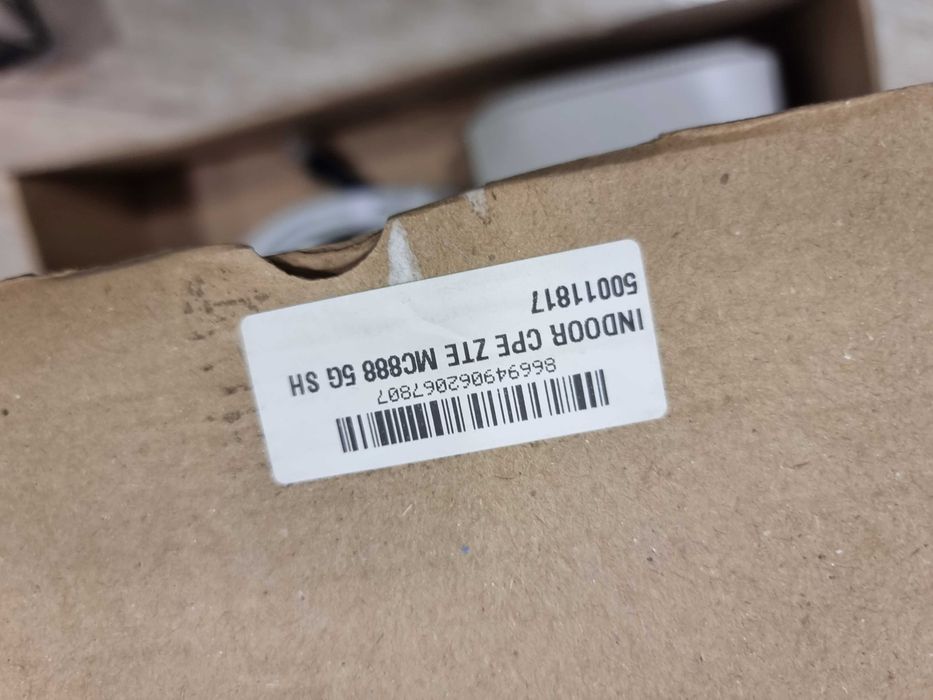 866949062067807
INDOOR CPE ZTE MC888 5G SH
50011817